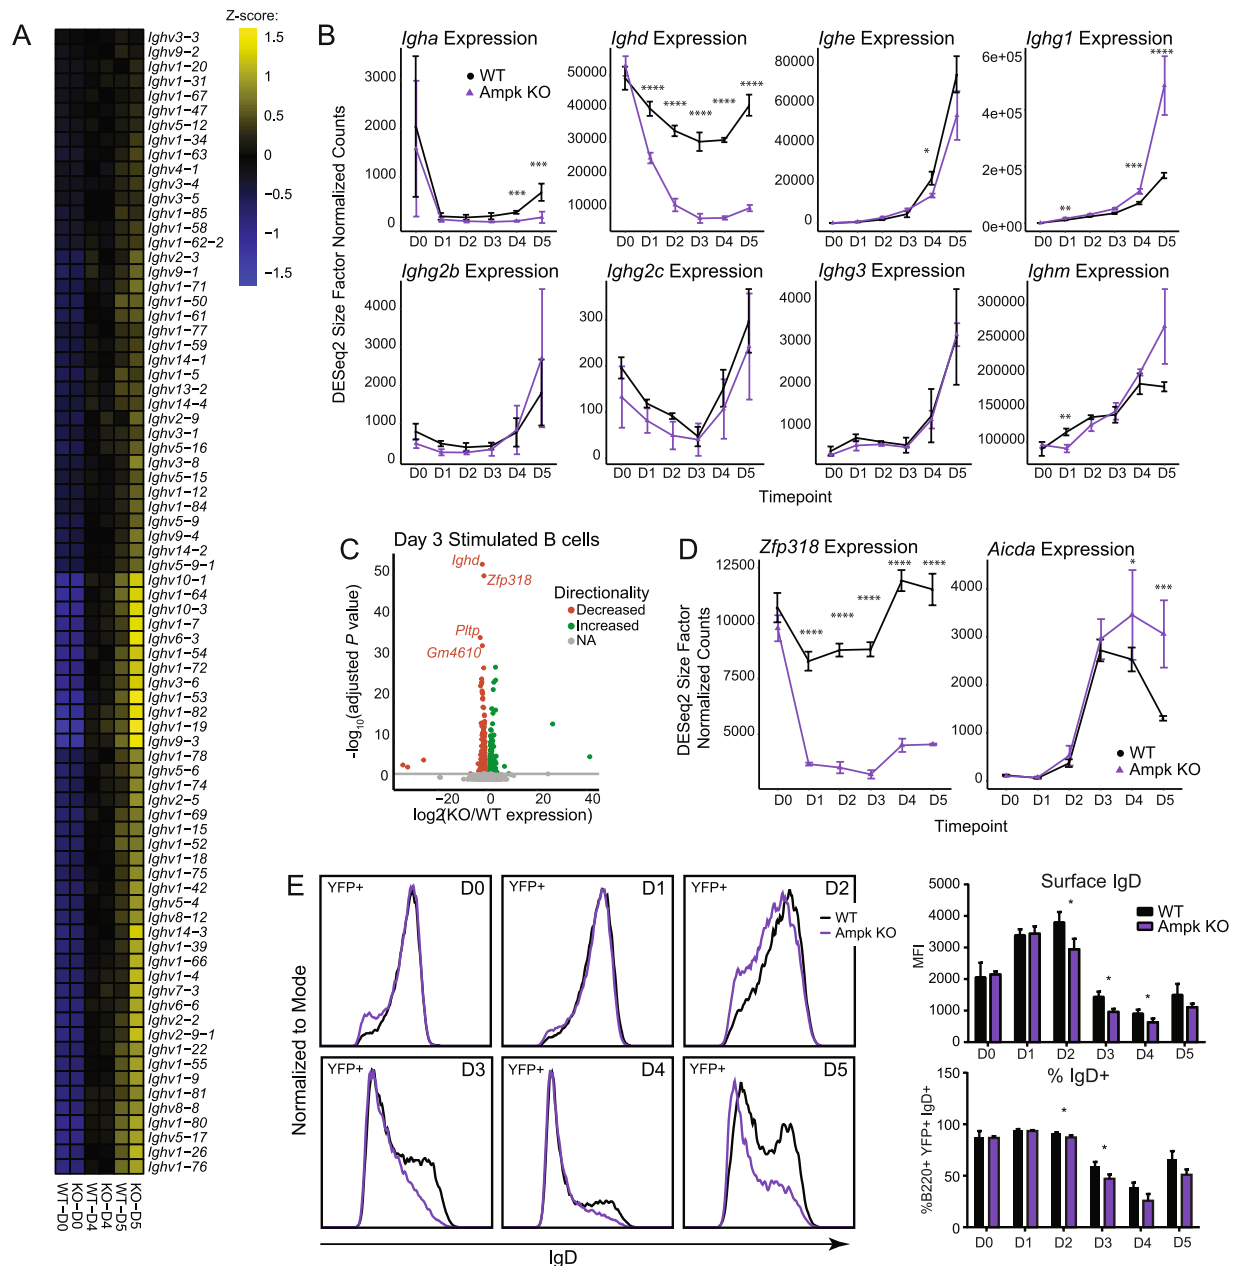 A
Z-score:
1.5
1
0.5
0
−0.5
−1
−1.5
Ighv3−3
Ighv9−2
Ighv1−20
Ighv1−31
Ighv1−67
Ighv1−47
Ighv5−12
Ighv1−34
Ighv1−63
Ighv4−1
Ighv3−4
Ighv3−5
Ighv1−85
Ighv1−58
Ighv1−62−2
Ighv2−3
Ighv9−1
Ighv1−71
Ighv1−50
Ighv1−61
Ighv1−77
Ighv1−59
Ighv14−1
Ighv1−5
Ighv13−2
Ighv14−4
Ighv2−9
Ighv3−1
Ighv5−16
Ighv3−8
Ighv5−15
Ighv1−12
Ighv1−84
Ighv5−9
Ighv9−4
Ighv14−2
Ighv5−9−1
Ighv10−1
Ighv1−64
Ighv10−3
Ighv1−7
Ighv6−3
Ighv1−54
Ighv1−72
Ighv3−6
Ighv1−53
Ighv1−82
Ighv1−19
Ighv9−3
Ighv1−78
Ighv5−6
Ighv1−74
Ighv2−5
Ighv1−69
Ighv1−15
Ighv1−52
Ighv1−18
Ighv1−75
Ighv1−42
Ighv5−4
Ighv8−12
Ighv14−3
Ighv1−39
Ighv1−66
Ighv1−4
Ighv7−3
Ighv6−6
Ighv2−2
Ighv2−9−1
Ighv1−22
Ighv1−55
Ighv1−9
Ighv1−81
Ighv8−8
Ighv1−80
Ighv5−17
Ighv1−26
Ighv1−76
WT−D0
KO−D0
WT−D4
KO−D4
WT−D5
KO−D5
B
DESeq2 Size Factor Normalized Counts
Igha Expression
WT
Ampk KO
3000
2000
1000
0
*** ***
D0 D1 D2 D3 D4 D5
Ighd Expression
50000
40000
30000
20000
10000
**** **** **** **** ****
D0 D1 D2 D3 D4 D5
Ighe Expression
80000
60000
40000
20000
0
*
D0 D1 D2 D3 D4 D5
Ighg1 Expression
6e+05
4e+05
2e+05
0e+00
** *** ****
D0 D1 D2 D3 D4 D5
Ighg2b Expression
4000
3000
2000
1000
0
D0 D1 D2 D3 D4 D5
Ighg2c Expression
300
200
100
0
D0 D1 D2 D3 D4 D5
Ighg3 Expression
4000
3000
2000
1000
0
D0 D1 D2 D3 D4 D5
Ighm Expression
300000
250000
200000
150000
100000
**
D0 D1 D2 D3 D4 D5
Timepoint
C
Day 3 Stimulated B cells
-log10(adjusted P value)
50
40
30
20
10
0
Ighd
Zfp318
Pltp
Gm4610
Directionality
Decreased
Increased
NA
−20 0 20 40
log2(KO/WT expression)
D
DESeq2 Size Factor
Normalized Counts
Zfp318 Expression
12500
10000
7500
5000
**** **** **** **** ****
D0 D1 D2 D3 D4 D5
Aicda Expression
4000
3000
2000
1000
0
* ***
WT
Ampk KO
D0 D1 D2 D3 D4 D5
Timepoint
E
Normalized to Mode
YFP+ D0
YFP+ D1
YFP+ D2
WT
Ampk KO
YFP+ D3
YFP+ D4
YFP+ D5
IgD
Surface IgD
MFI
5000
4000
3000
2000
1000
0
* * *
WT
Ampk KO
D0 D1 D2 D3 D4 D5
% IgD+
%B220+ YFP+ IgD+
100
50
0
* *
D0 D1 D2 D3 D4 D5